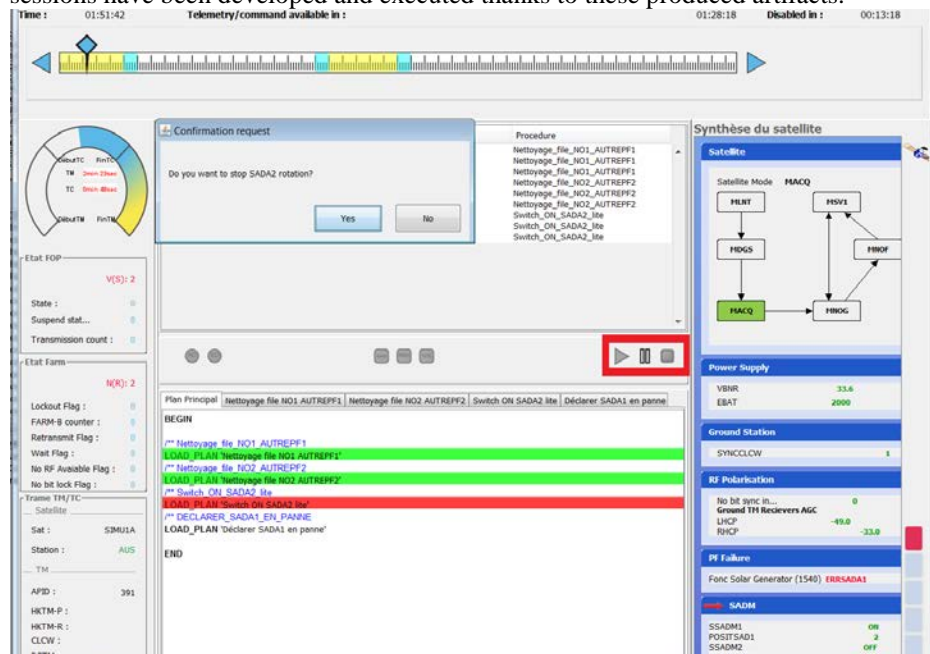 sessions have been developed and executed thanks to these produced artifacts.
Time : 01:51:42 Telemetry/command available in : 01:28:18 Disabled in : 00:13:18
DébutTC FinTC
TM 2min 23sec
TC 0min 48sec
DébutTM FinTM
Confirmation request
Do you want to stop SADA2 rotation?
Yes No
Procedure
Nettoyage_file_NO1_AUTREPF1
Nettoyage_file_NO1_AUTREPF1
Nettoyage_file_NO1_AUTREPF1
Nettoyage_file_NO2_AUTREPF2
Nettoyage_file_NO2_AUTREPF2
Nettoyage_file_NO2_AUTREPF2
Switch_ON_SADA2_lite
Switch_ON_SADA2_lite
Switch_ON_SADA2_lite
Etat FOP
V(S): 2
State : 0
Suspend stat... 0
Transmission count : 0
Etat Farm
N(R): 2
Lockout Flag : 0
FARM-B counter : 0
Retransmit Flag : 0
Wait Flag : 0
No RF Avaiable Flag : 0
No bit lock Flag : 0
Trame TM/TC
Satellite
Sat : SIMU1A
Station : AUS
TM
APID : 391
HKTM-P :
HKTM-R :
CLCW :
Plan Principal Nettoyage file NO1 AUTREPF1 Nettoyage file NO2 AUTREPF2 Switch ON SADA2 lite Déclarer SADA1 en panne
BEGIN
/** Nettoyage_file_NO1_AUTREPF1
LOAD_PLAN 'Nettoyage file NO1 AUTREPF1'
/** Nettoyage_file_NO2_AUTREPF2
LOAD_PLAN 'Nettoyage file NO2 AUTREPF2'
/** Switch_ON_SADA2_lite
LOAD_PLAN 'Switch ON SADA2 lite'
/** DECLARER_SADA1_EN_PANNE
LOAD_PLAN 'Déclarer SADA1 en panne'
END
Synthèse du satellite
Satellite
Satellite Mode MACQ
MLNT MSV1
MDGS MNOF
MACQ MNOG
Power Supply
VBNR 33.6
EBAT 2000
Ground Station
SYNCCLCW 1
RF Polarisation
No bit sync in... 0
Ground TM Recievers AGC
LHCP -49.0
RHCP -33.0
PF Failure
Fonc Solar Generator (1540) ERRSADA1
SADM
SSADM1 ON
POSITSAD1 2
SSADM2 OFF